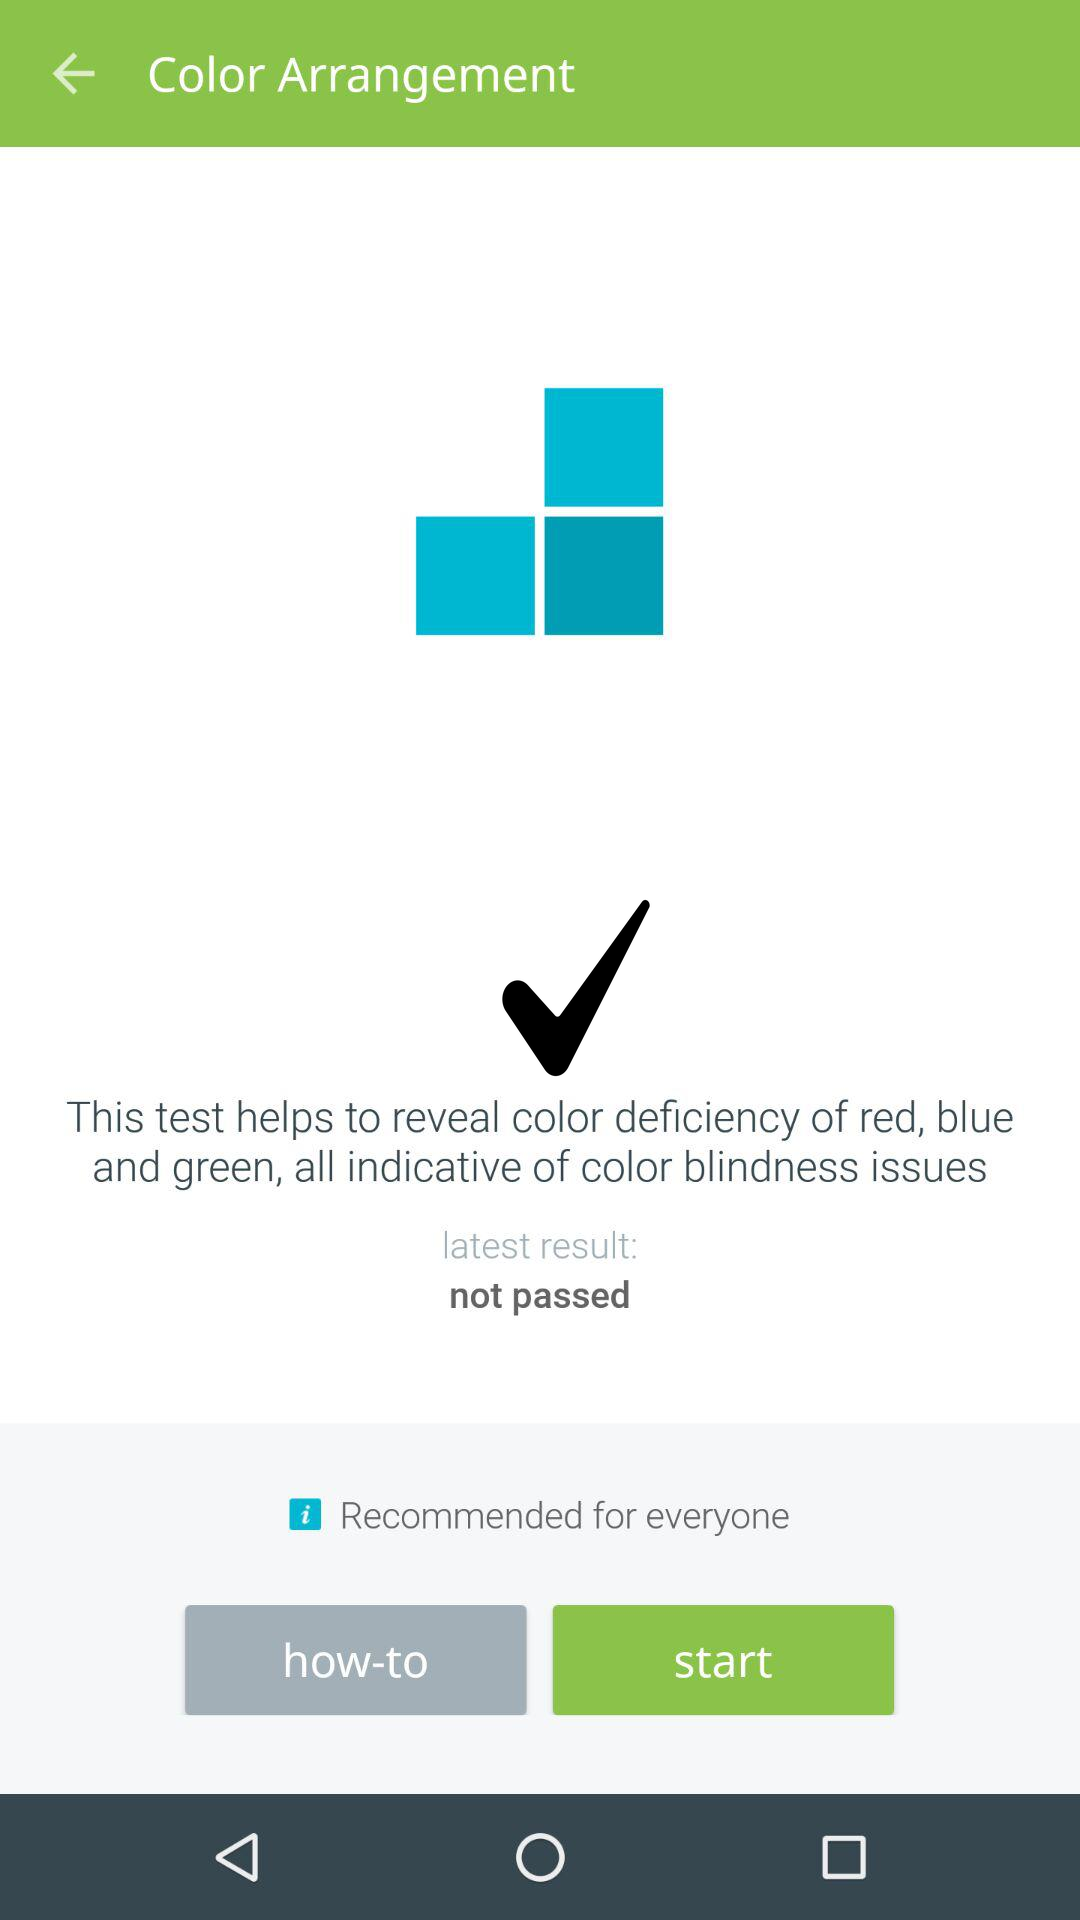 Color Arrangement
This test helps to reveal color deficiency of red, blue
and green, all indicative of color blindness issues
latest result:
not passed
i Recommended for everyone
how-to
start